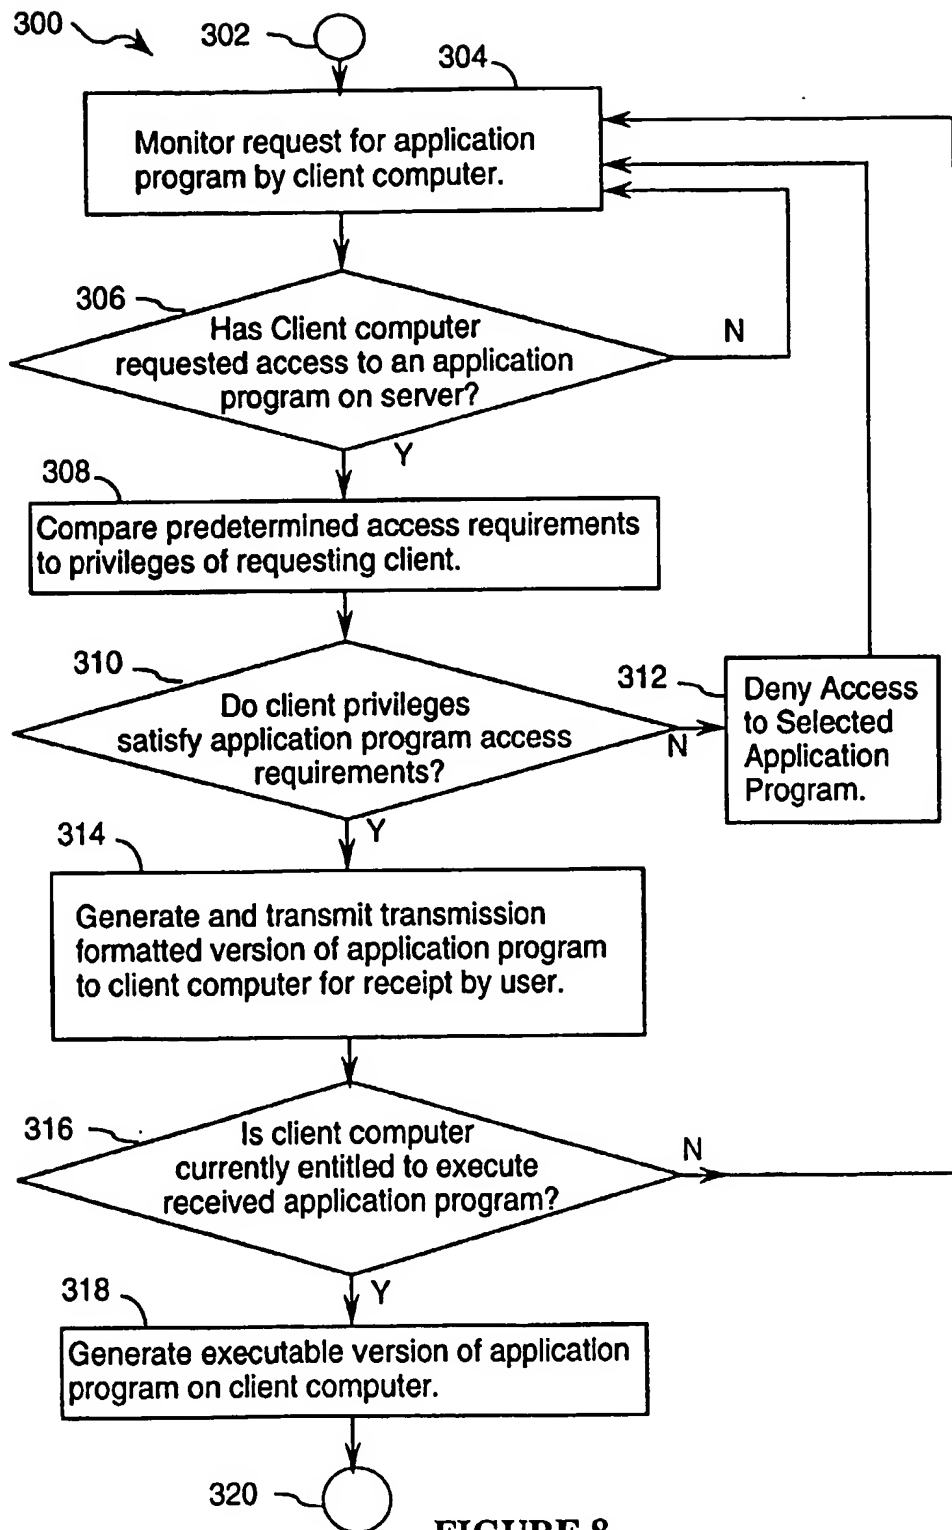 300
302
304
Monitor request for application
program by client computer.
306
Has Client computer
requested access to an application
program on server?
N
Y
308
Compare predetermined access requirements
to privileges of requesting client.
310
Do client privileges
satisfy application program access
requirements?
N
312
Deny Access
to Selected
Application
Program.
Y
314
Generate and transmit transmission
formatted version of application program
to client computer for receipt by user.
316
Is client computer
currently entitled to execute
received application program?
N
Y
318
Generate executable version of application
program on client computer.
320
FIGURE 8